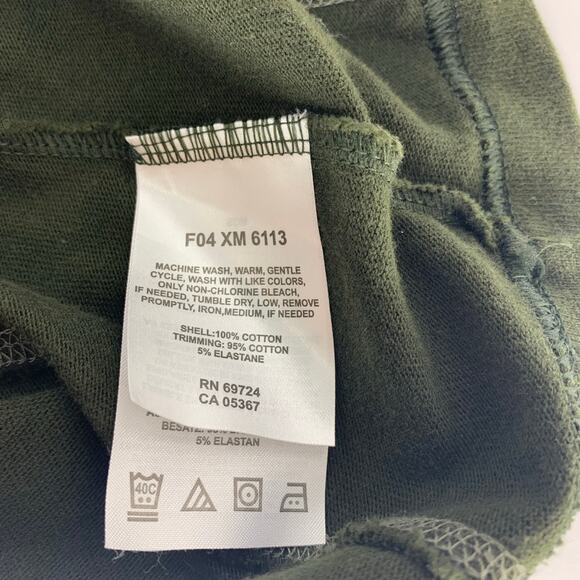 F04 XM 6113
MACHINE WASH, WARM, GENTLE
CYCLE, WASH WITH LIKE COLORS,
ONLY NON-CHLORINE BLEACH,
IF NEEDED, TUMBLE DRY, LOW, REMOVE
PROMPTLY, IRON,MEDIUM, IF NEEDED
SHELL:100% COTTON
TRIMMING: 95% COTTON
5% ELASTANE
RN 69724
CA 05367
5% ELASTAN
40C